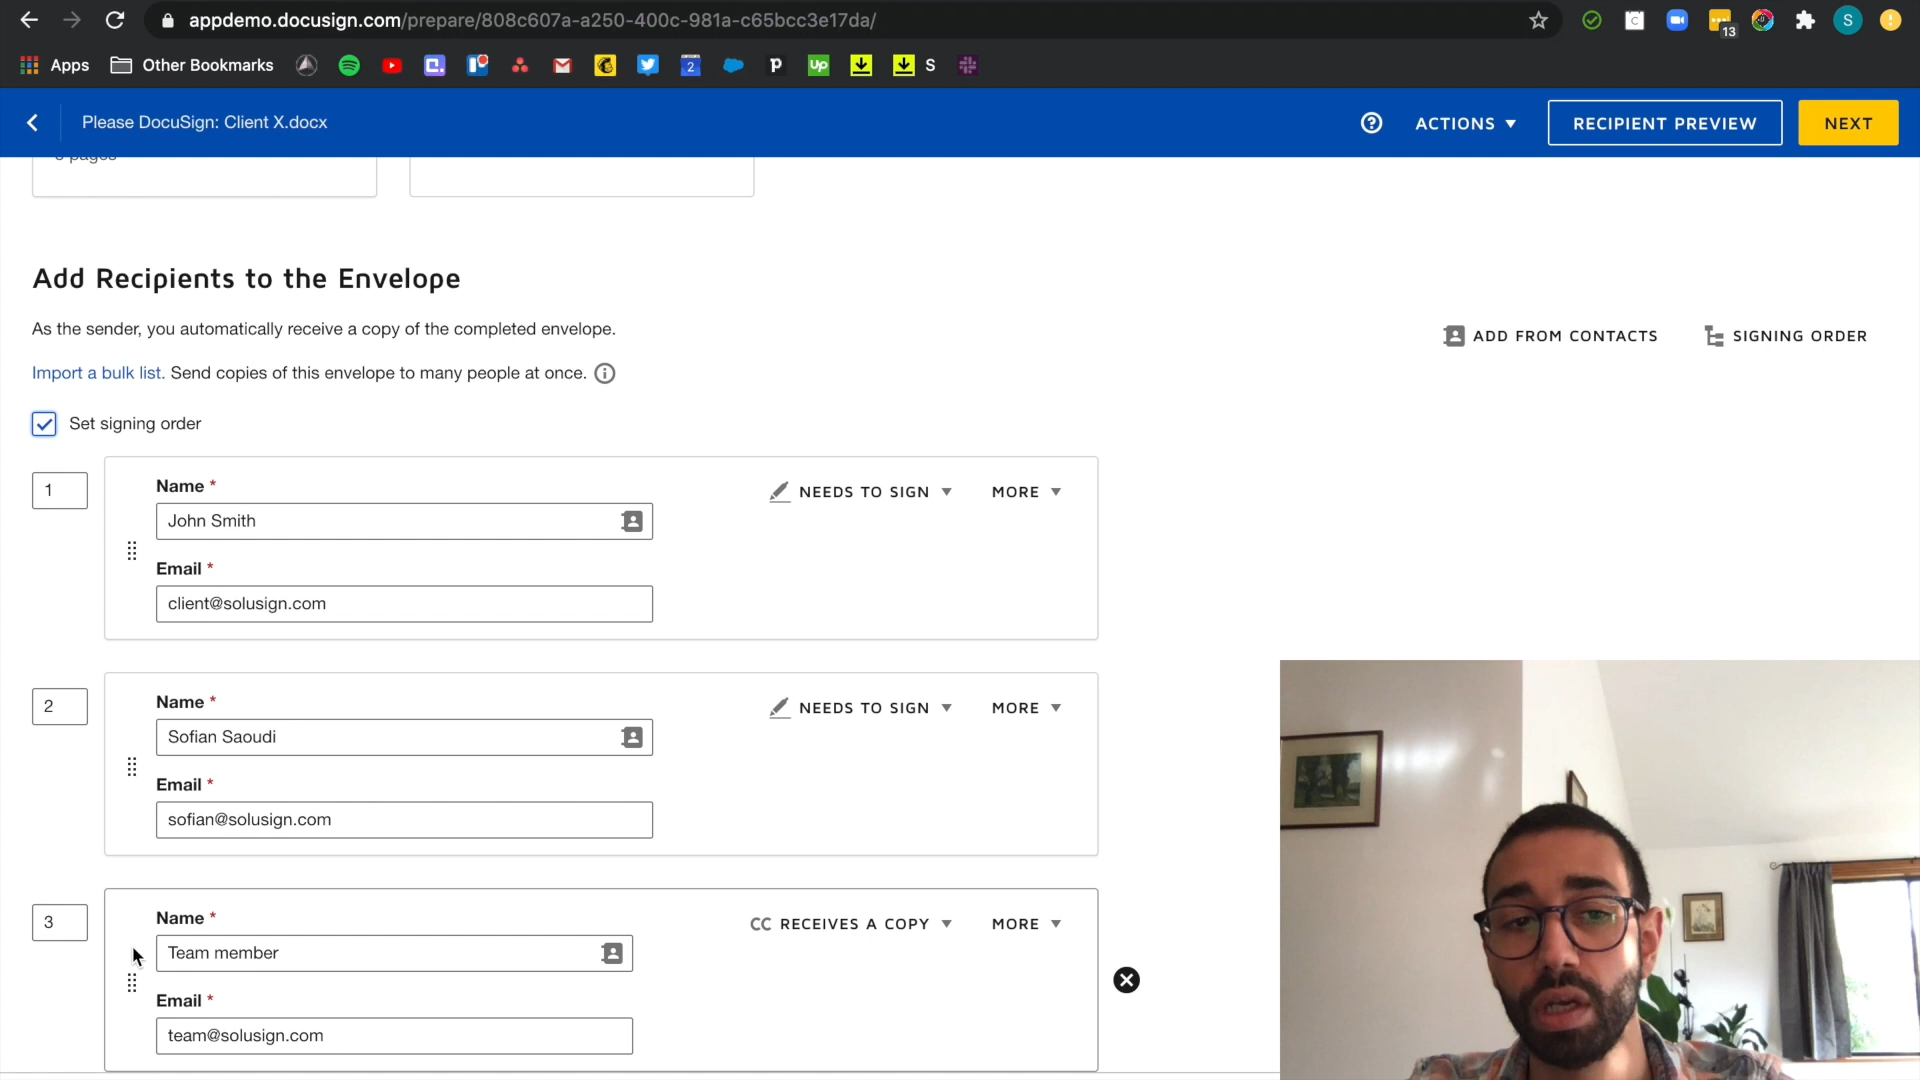 appdemo.docusign.com/prepare/808c607a-a250-400c-981a-c65bcc3e17da/
C
13
S
Apps
Other Bookmarks
2
P
Up
S
Please DocuSign: Client X.docx
ACTIONS
RECIPIENT PREVIEW
NEXT
pages
Add Recipients to the Envelope
As the sender, you automatically receive a copy of the completed envelope.
ADD FROM CONTACTS
SIGNING ORDER
Import a bulk list. Send copies of this envelope to many people at once.
Set signing order
1
Name *
NEEDS TO SIGN
MORE
John Smith
Email *
client@solusign.com
2
Name *
NEEDS TO SIGN
MORE
Sofian Saoudi
Email *
sofian@solusign.com
3
Name *
CC RECEIVES A COPY
MORE
Team member
Email *
team@solusign.com